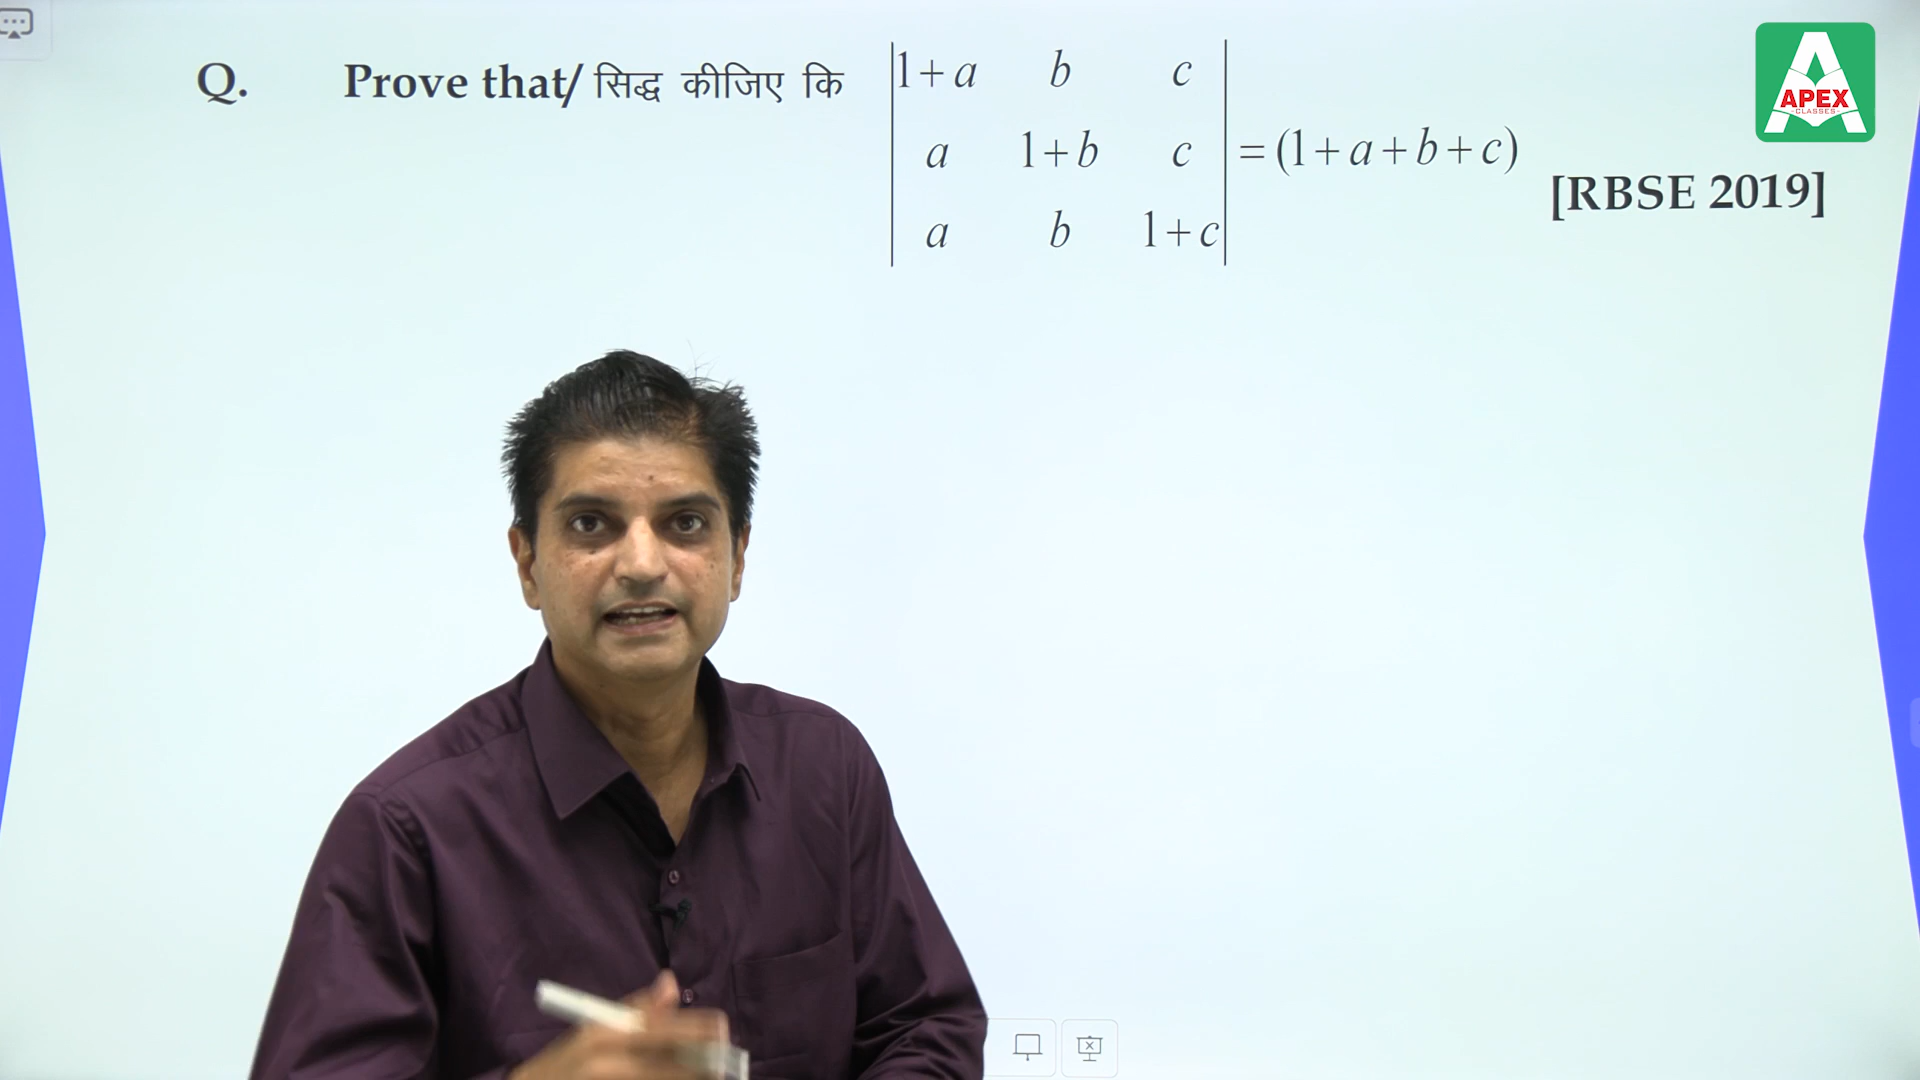 Q. Prove that/ सिद्ध कीजिए कि
|1+a b c|
|a 1+b c| =(1+a+b+c)
|a b 1+c|
[RBSE 2019]
APEX
CLASSES